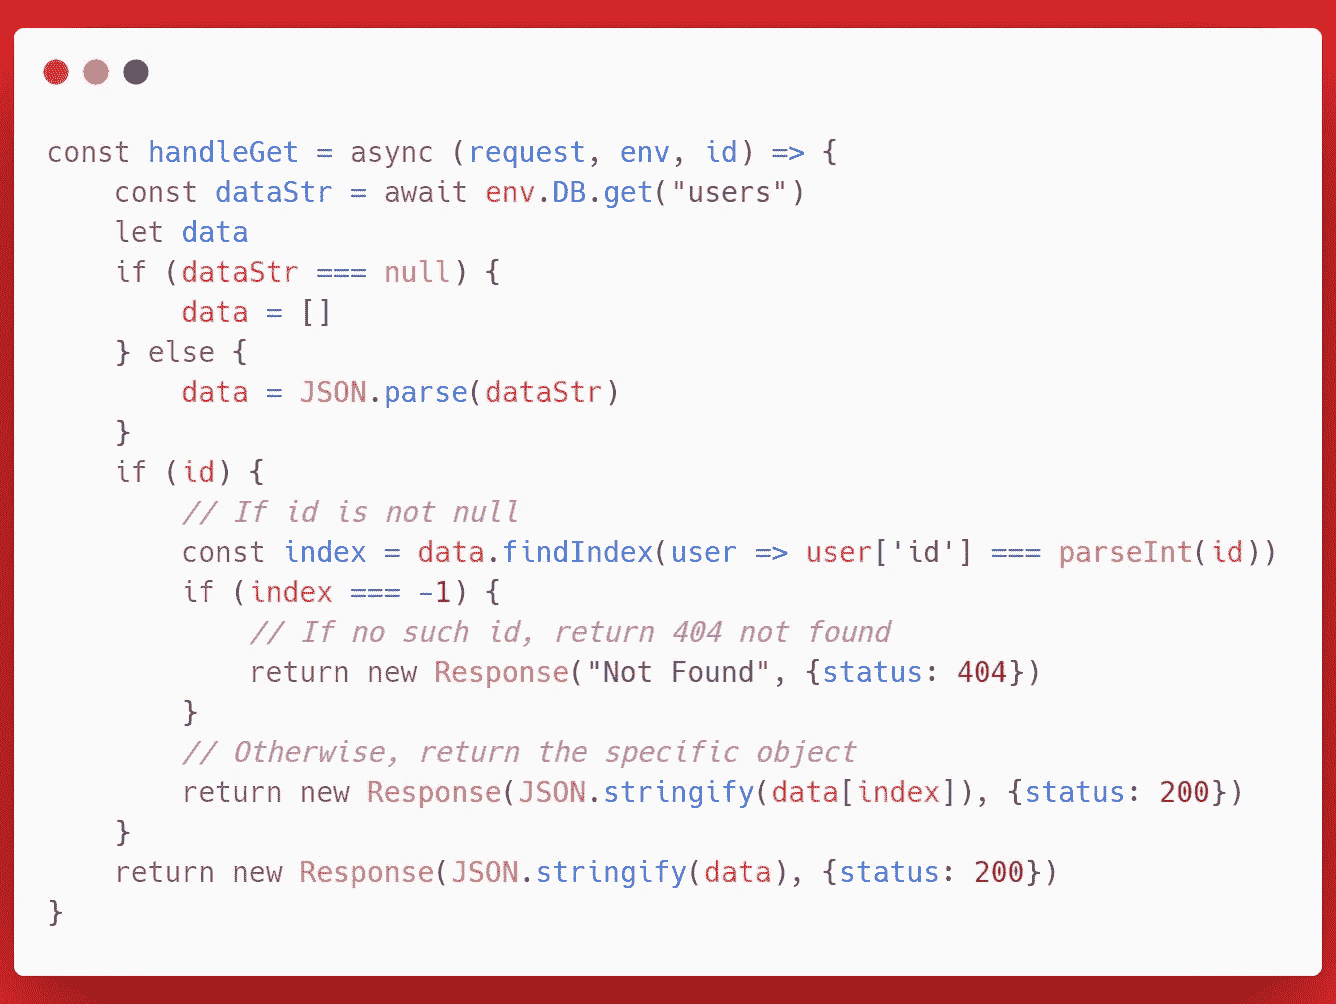 const handleGet = async (request, env, id) => {
    const dataStr = await env.DB.get("users")
    let data
    if (dataStr === null) {
        data = []
    } else {
        data = JSON.parse(dataStr)
    }
    if (id) {
        // If id is not null
        const index = data.findIndex(user => user['id'] === parseInt(id))
        if (index === -1) {
            // If no such id, return 404 not found
            return new Response("Not Found", {status: 404})
        }
        // Otherwise, return the specific object
        return new Response(JSON.stringify(data[index]), {status: 200})
    }
    return new Response(JSON.stringify(data), {status: 200})
}